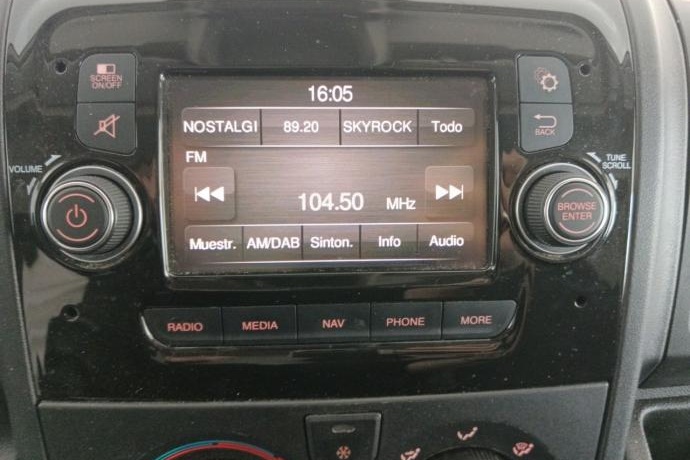 16:05
SCREEN
ON/OFF
NOSTALGI 89.20 SKYROCK Todo
BACK
FM
VOLUME
TUNE
SCROLL
104.50 MHz
BROWSE
ENTER
Muestr. AM/DAB Sinton. Info Audio
RADIO MEDIA NAV PHONE MORE